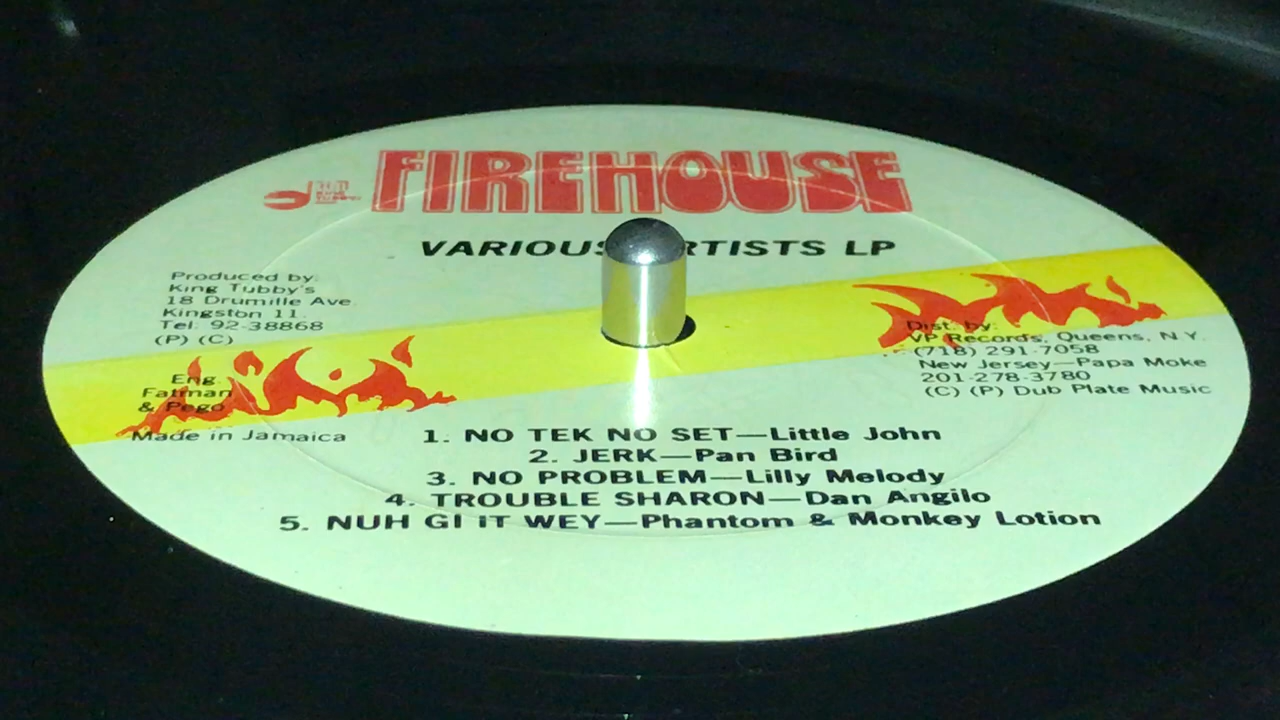 FIREHOUSE
KING TUBBY
VARIOUS ARTISTS LP
Produced by:
King Tubby's
18 Drumille Ave
Kingston 11.
Tel: 92-38868
(P) (C)
Eng.
Fatman
& Pego
Made in Jamaica
Dist. by:
VP Records, Queens, N.Y.
(718) 291-7058
New Jersey—Papa Moke
201-278-3780
(C) (P) Dub Plate Music
1. NO TEK NO SET—Little John
2. JERK—Pan Bird
3. NO PROBLEM—Lilly Melody
4. TROUBLE SHARON—Dan Angilo
5. NUH GI IT WEY—Phantom & Monkey Lotion